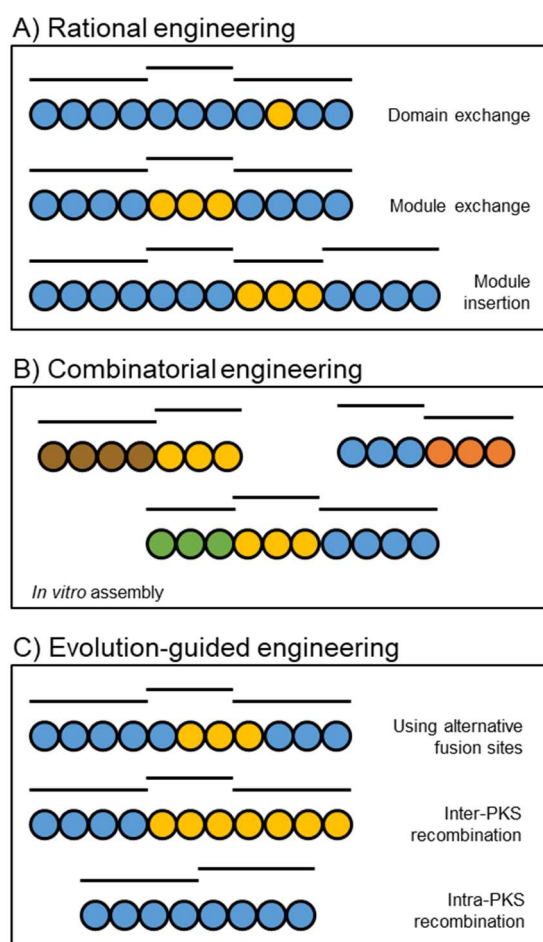 A) Rational engineering
Domain exchange
Module exchange
Module
insertion
B) Combinatorial engineering
In vitro assembly
C) Evolution-guided engineering
Using alternative
fusion sites
Inter-PKS
recombination
Intra-PKS
recombination